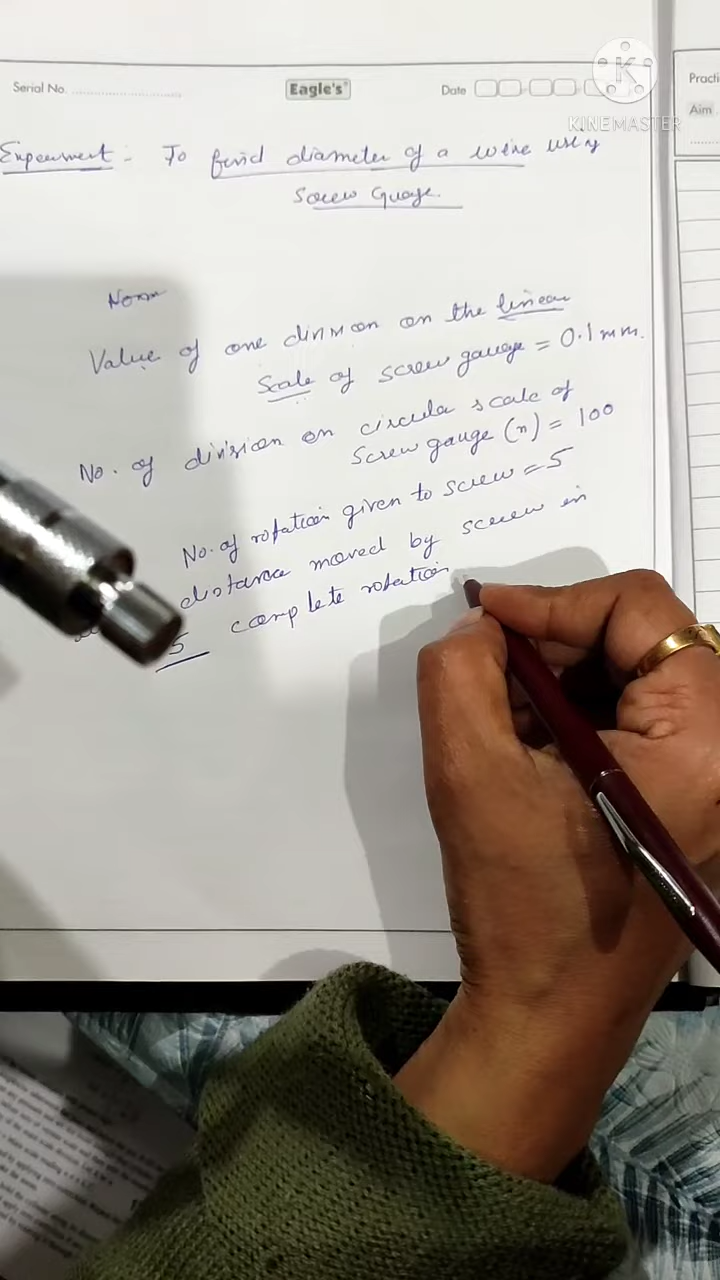 Serial No.
Eagle's
Date
KINEMASTER
Practi
Aim
Experiment:- To find diameter of a wire using
Screw Guage.
Value of one division on the linear
Scale of screw gauge = 0.1 mm.
No. of division on circular scale of
Screw gauge (n) = 100
No. of rotation given to screw = 5
distance moved by screw in
5 complete rotation